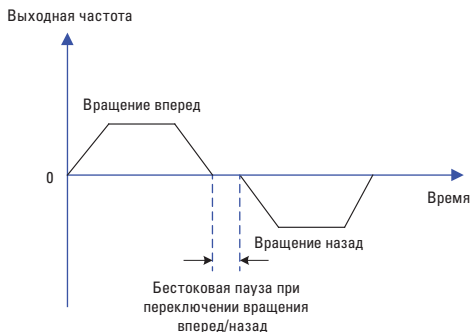 Выходная частота
Вращение вперед
0
Время
Вращение назад
Бестоковая пауза при
переключении вращения
вперед/назад